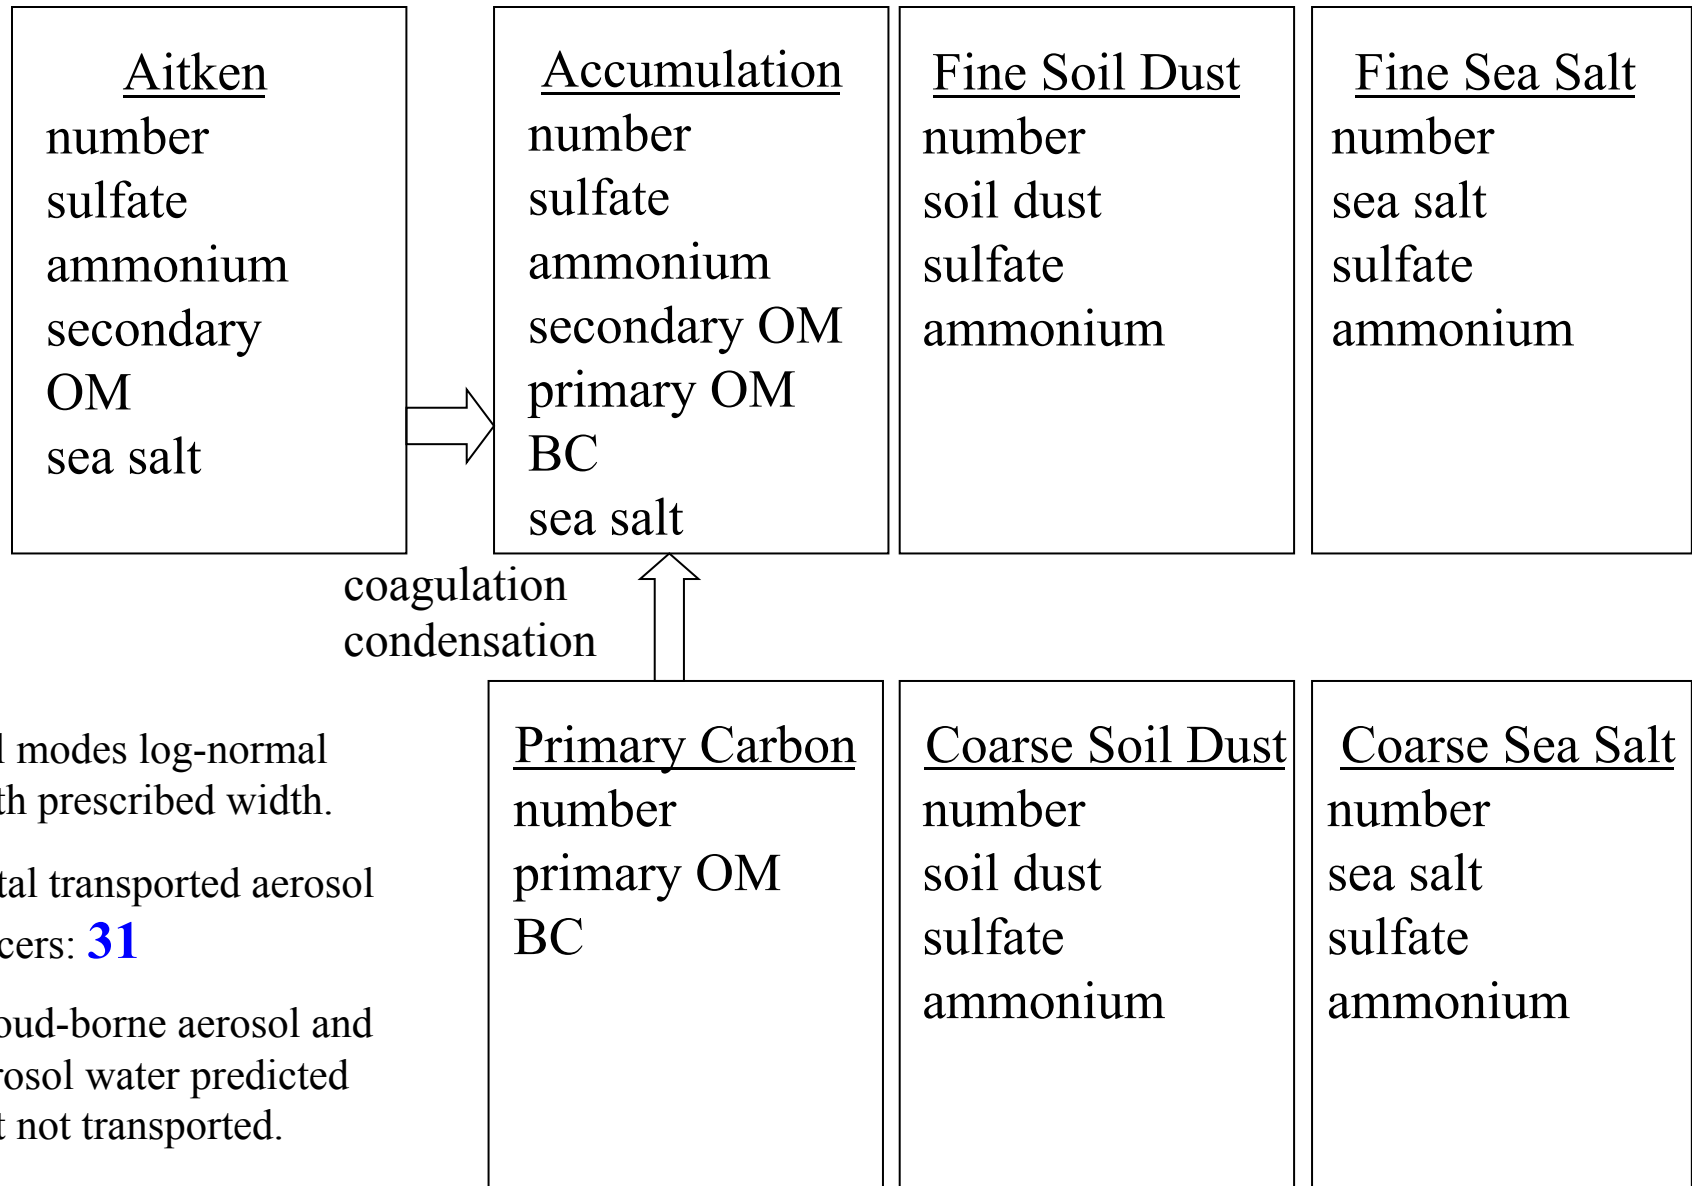 Aitken
number
sulfate
ammonium
secondary
OM
sea salt
Accumulation
number
sulfate
ammonium
secondary OM
primary OM
BC
sea salt
Fine Soil Dust
number
soil dust
sulfate
ammonium
Fine Sea Salt
number
sea salt
sulfate
ammonium
coagulation
condensation
l modes log-normal
th prescribed width.
tal transported aerosol
cers: 31
oud-borne aerosol and
rosol water predicted
t not transported.
Primary Carbon
number
primary OM
BC
Coarse Soil Dust
number
soil dust
sulfate
ammonium
Coarse Sea Salt
number
sea salt
sulfate
ammonium